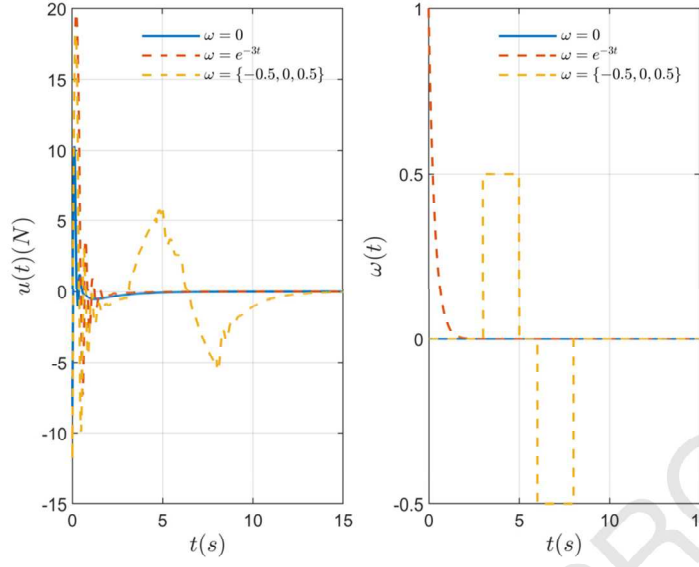 20
15
10
5
0
-5
-10
-15
0
5
10
15
u(t)(N)
t(s)
ω = 0
ω = e^{-3t}
ω = {-0.5, 0, 0.5}
1
0.5
0
-0.5
0
5
10
15
ω(t)
t(s)
ω = 0
ω = e^{-3t}
ω = {-0.5, 0, 0.5}